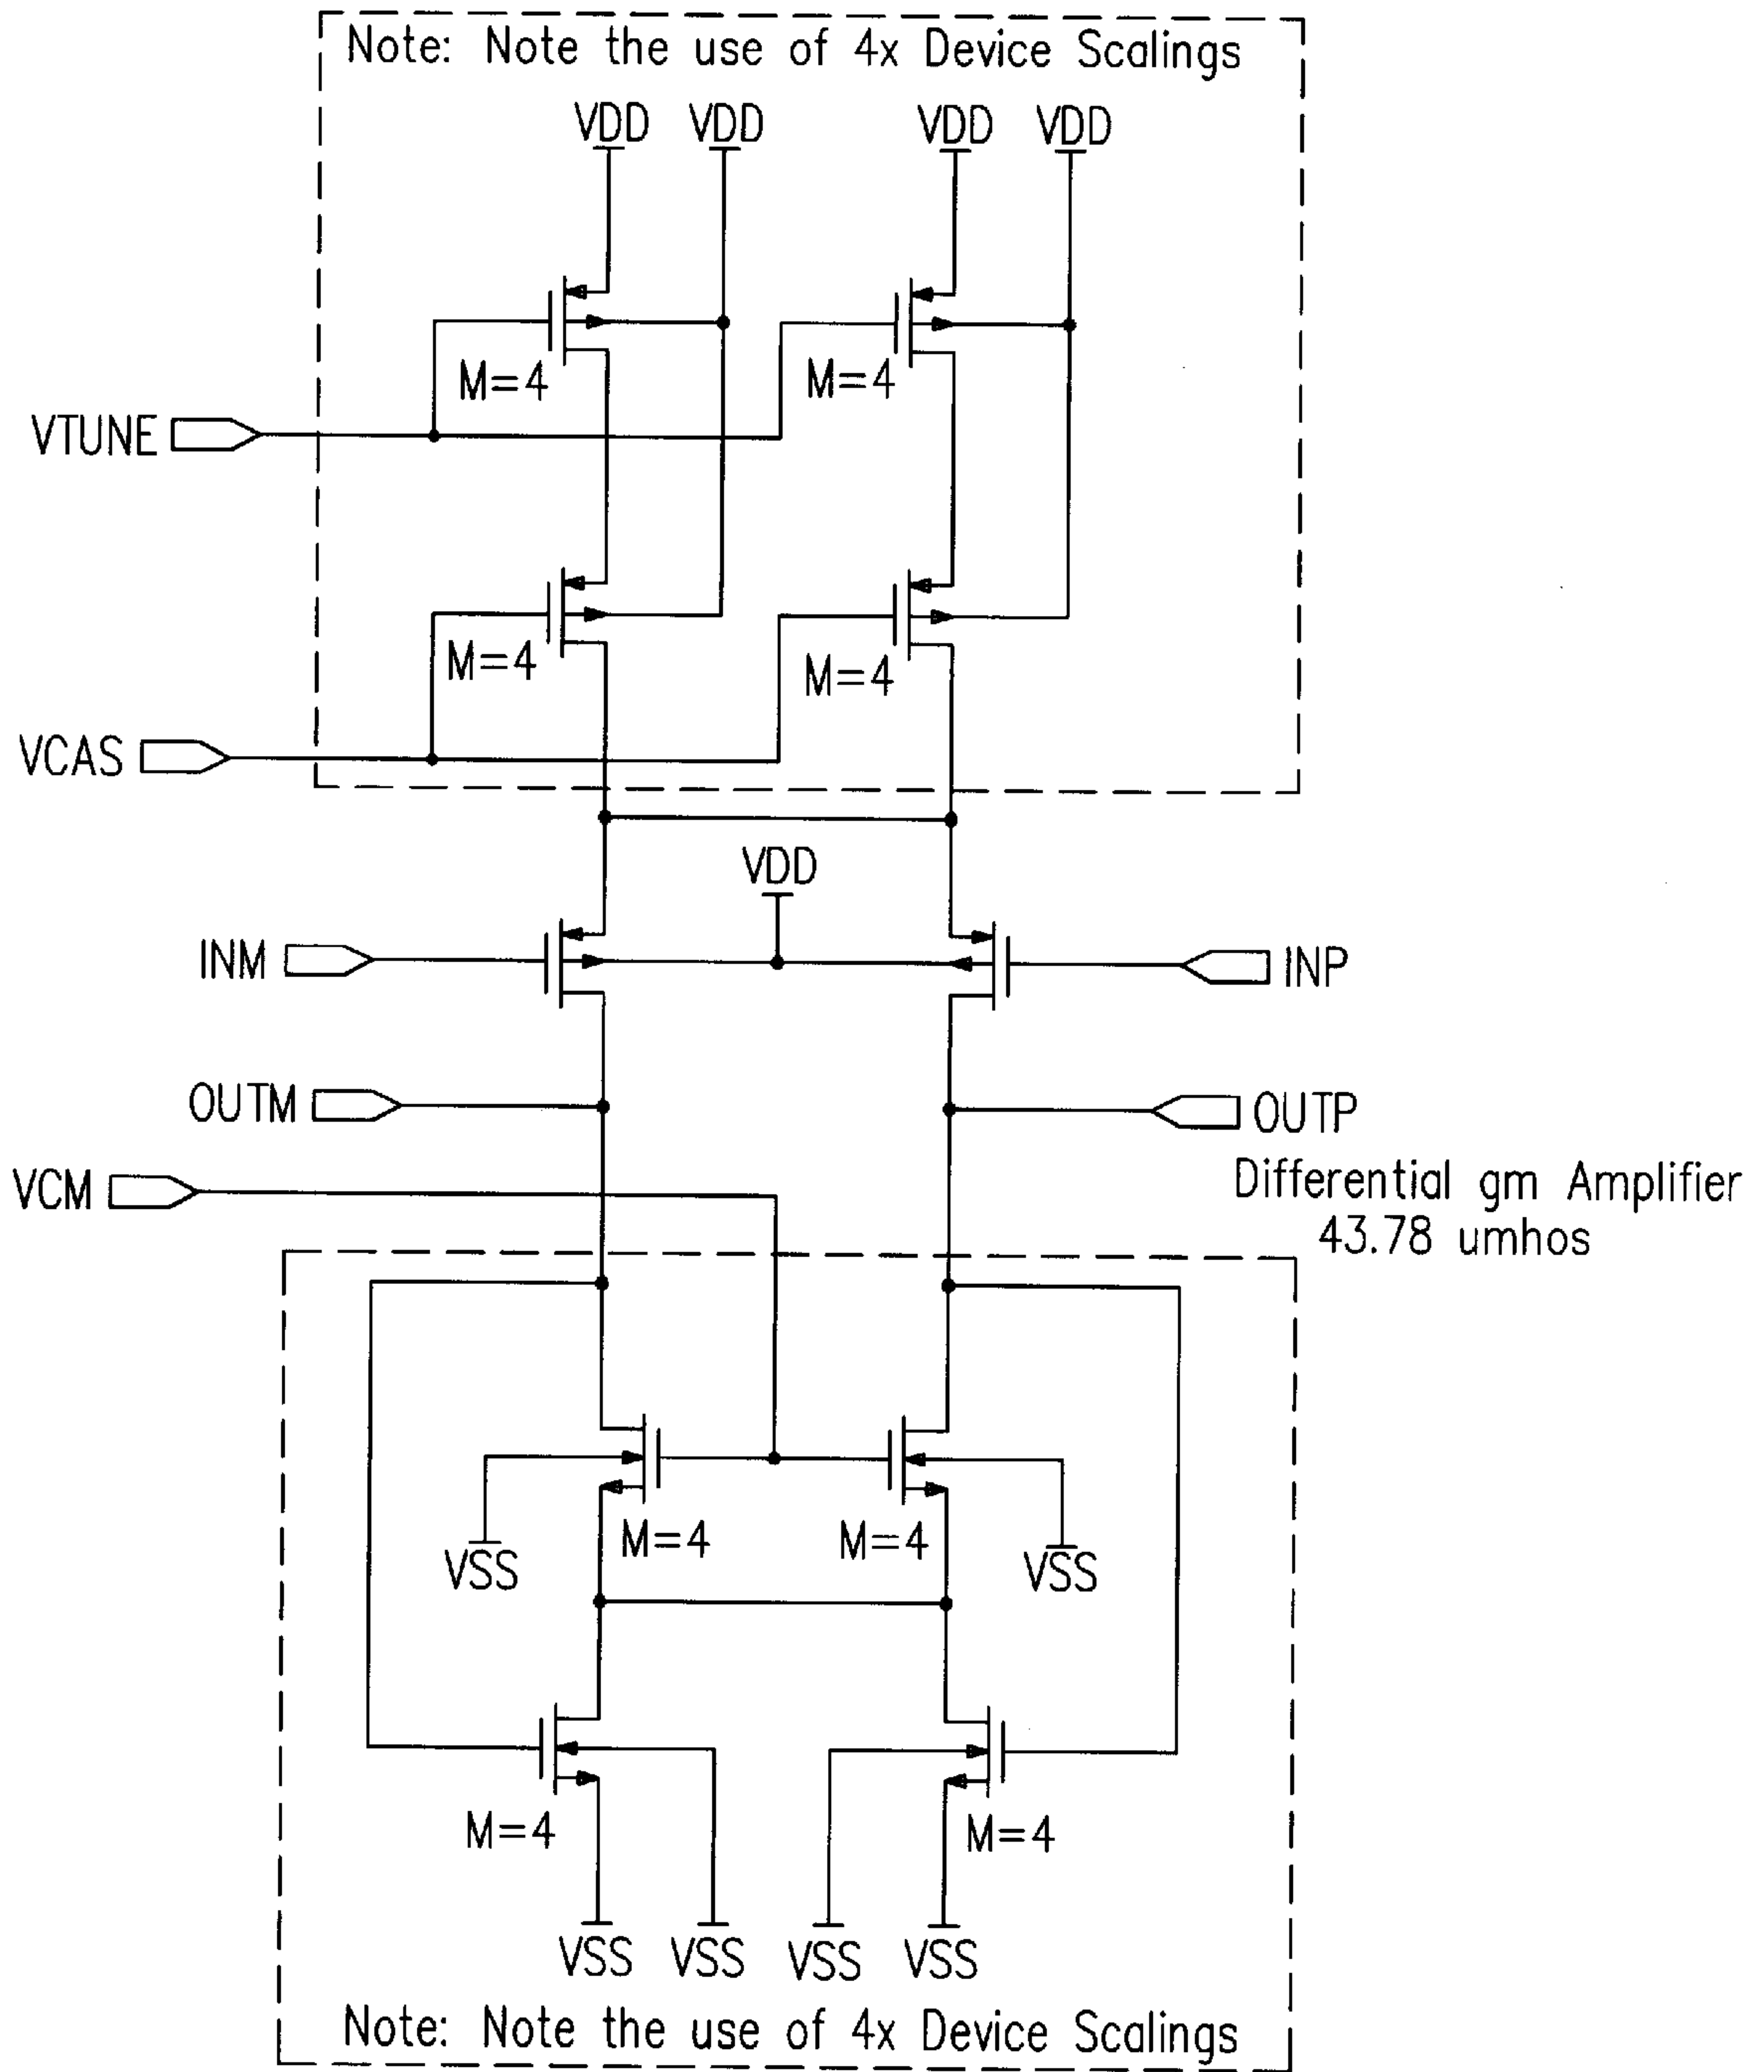 Note: Note the use of 4x Device Scalings
VDD VDD VDD VDD
M=4 M=4
VTUNE
M=4 M=4
VCAS
VDD
INM INP
OUTM OUTP
VCM
Differential gm Amplifier
43.78 umhos
M=4 M=4
VSS VSS
M=4 M=4
VSS VSS VSS VSS
Note: Note the use of 4x Device Scalings